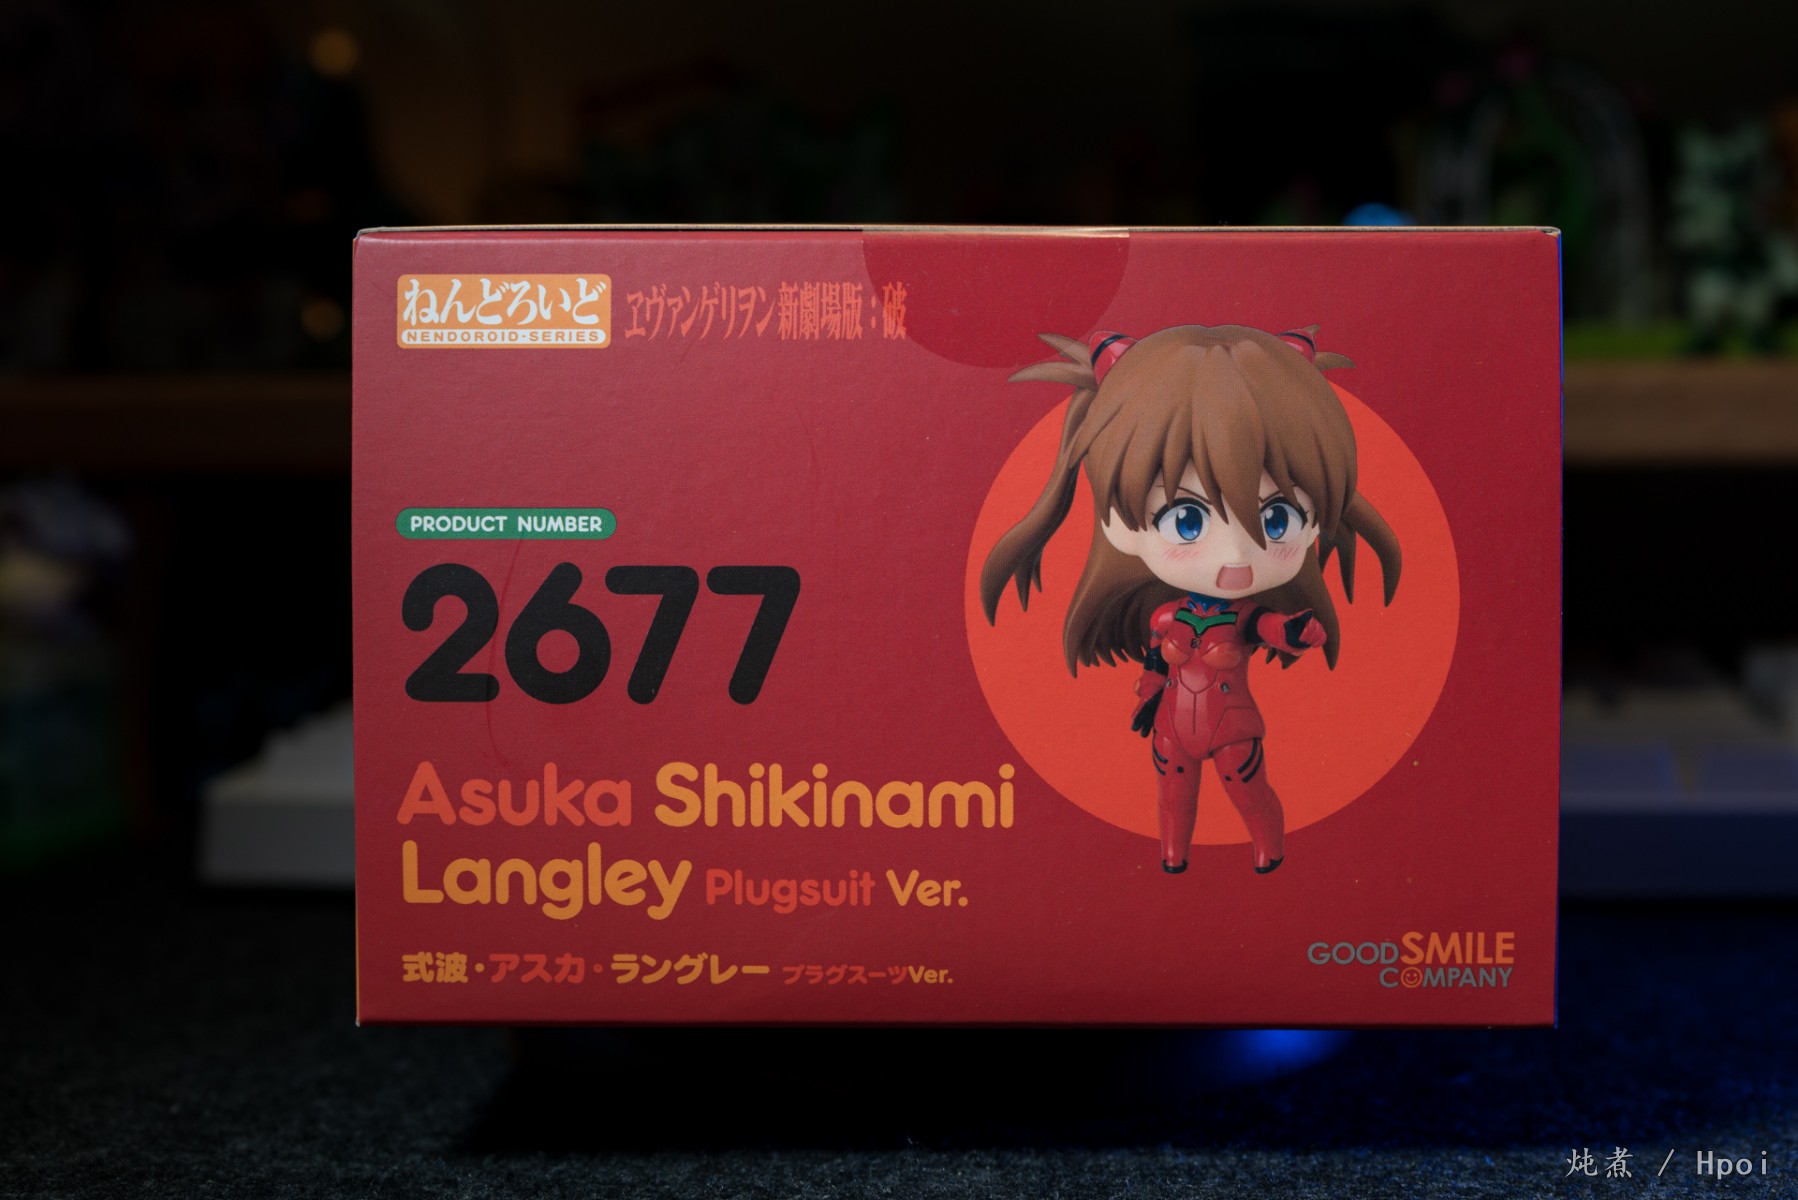 ねんどろいど
NENDOROID·SERIES
ヱヴァンゲリヲン新劇場版：破
PRODUCT NUMBER
2677
Asuka Shikinami
Langley Plugsuit Ver.
式波・アスカ・ラングレー プラグスーツVer.
GOOD SMILE
COMPANY
炖煮 / Hpoi